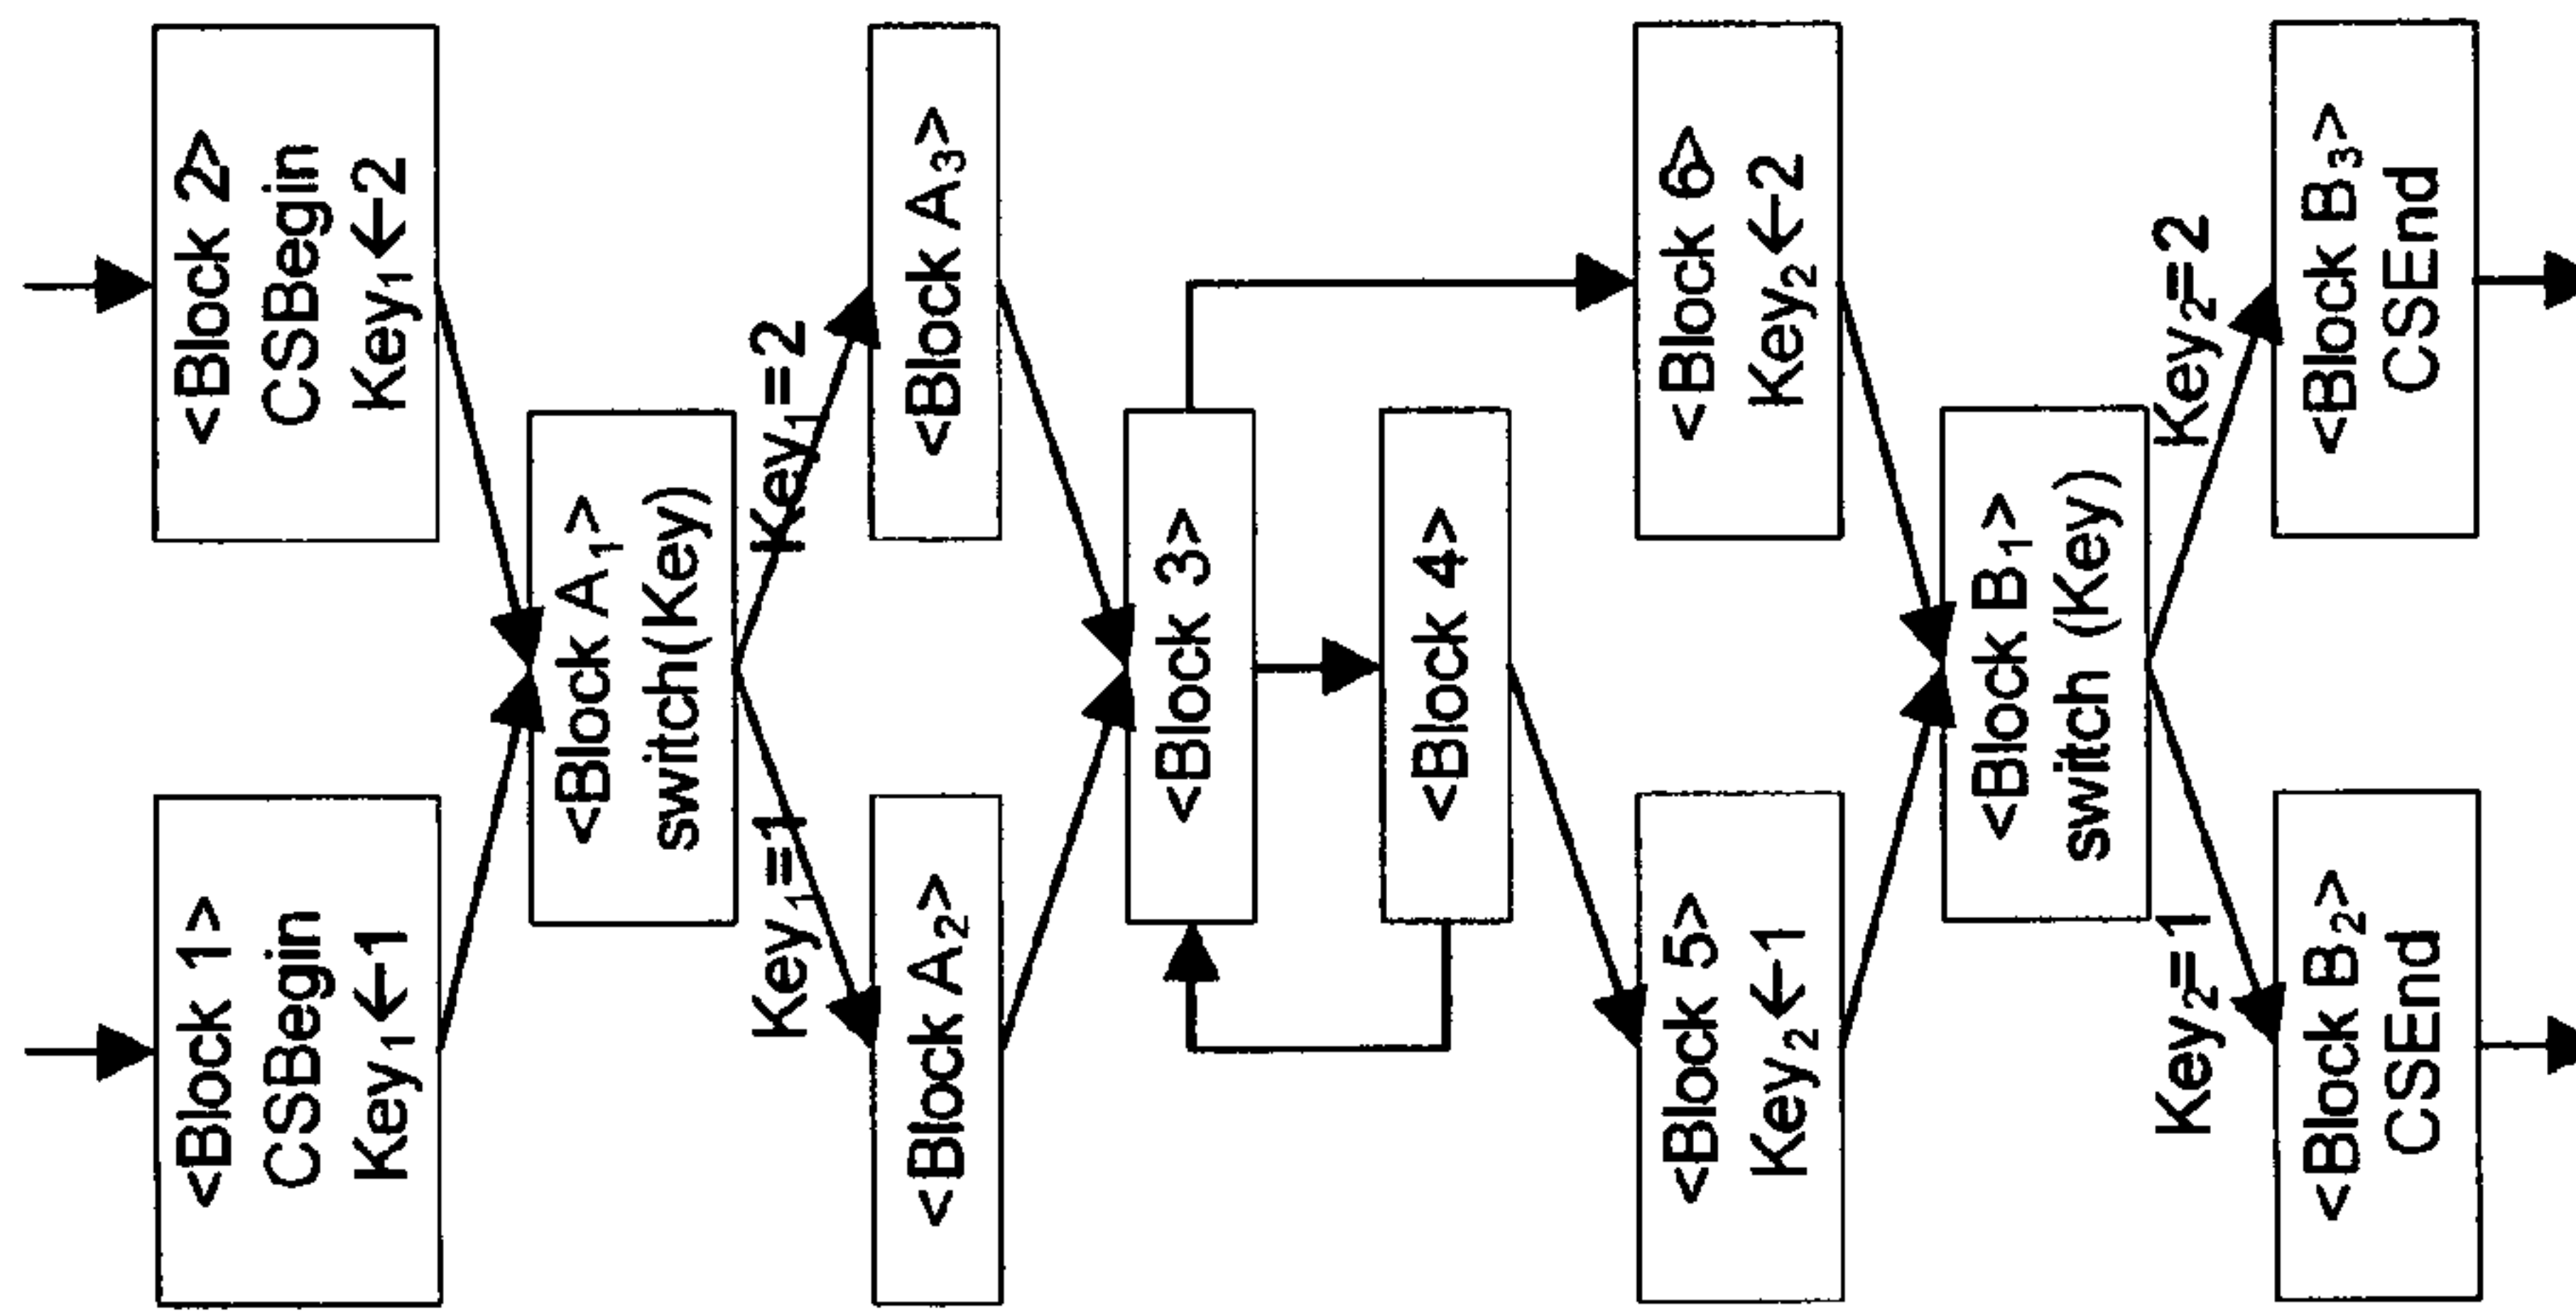 <Block 1>
CSBegin
Key₁←1
<Block 2>
CSBegin
Key₁←2
<Block A₁>
switch(Key)
Key₁=1
Key₁=2
<Block A₂>
<Block A₃>
<Block 3>
<Block 4>
<Block 5>
Key₂←1
<Block 6>
Key₂←2
<Block B₁>
switch (Key)
Key₂=1
Key₂=2
<Block B₂>
CSEnd
<Block B₃>
CSEnd